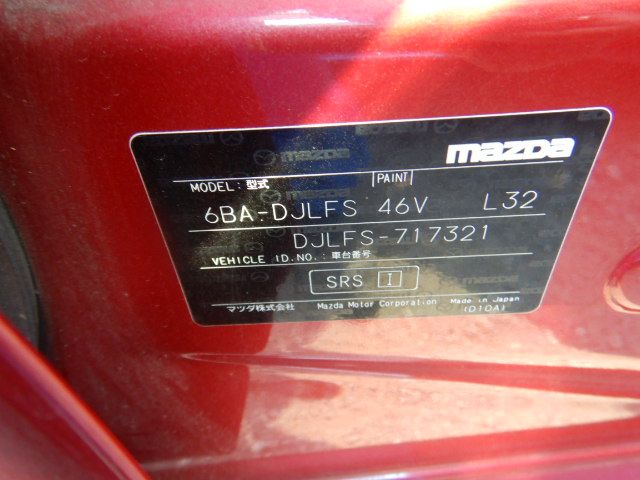 mazda
MODEL: 型式 PAINT
6BA-DJLFS 46V L32
DJLFS-717321
VEHICLE ID.NO.: 車台番号
SRS I
マツダ株式会社 Mazda Motor Corporation Made in Japan
(D10A)